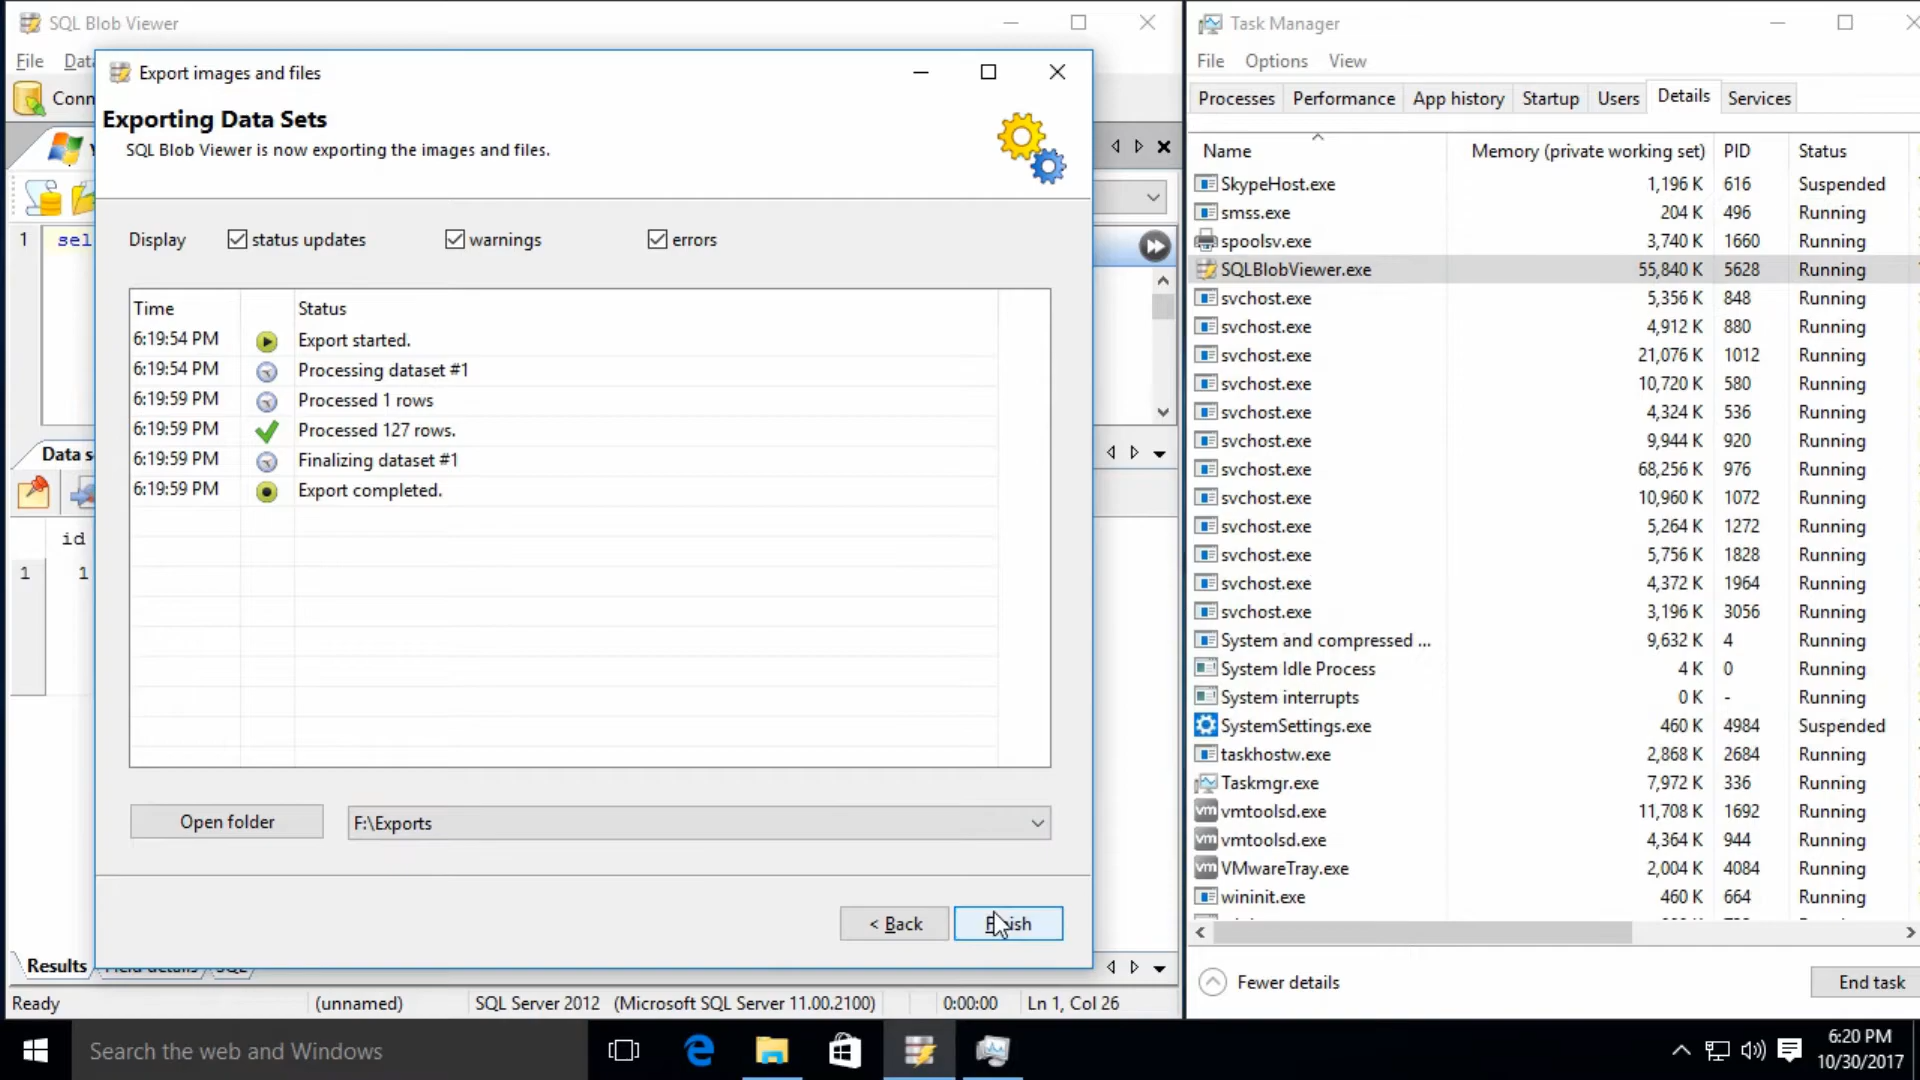 SQL Blob Viewer
File
Conn
Export images and files
Exporting Data Sets
SQL Blob Viewer is now exporting the images and files.
1 sel
Display status updates warnings errors
Time Status
6:19:54 PM Export started.
6:19:54 PM Processing dataset #1
6:19:59 PM Processed 1 rows
6:19:59 PM Processed 127 rows.
6:19:59 PM Finalizing dataset #1
6:19:59 PM Export completed.
Data s
id
1 1
Open folder F:\Exports
< Back Finish
Results
Ready (unnamed) SQL Server 2012 (Microsoft SQL Server 11.00.2100) 0:00:00 Ln 1, Col 26
Task Manager
File Options View
Processes Performance App history Startup Users Details Services
Name Memory (private working set) PID Status
SkypeHost.exe 1,196 K 616 Suspended
smss.exe 204 K 496 Running
spoolsv.exe 3,740 K 1660 Running
SQLBlobViewer.exe 55,840 K 5628 Running
svchost.exe 5,356 K 848 Running
svchost.exe 4,912 K 880 Running
svchost.exe 21,076 K 1012 Running
svchost.exe 10,720 K 580 Running
svchost.exe 4,324 K 536 Running
svchost.exe 9,944 K 920 Running
svchost.exe 68,256 K 976 Running
svchost.exe 10,960 K 1072 Running
svchost.exe 5,264 K 1272 Running
svchost.exe 5,756 K 1828 Running
svchost.exe 4,372 K 1964 Running
svchost.exe 3,196 K 3056 Running
System and compressed ... 9,632 K 4 Running
System Idle Process 4 K 0 Running
System interrupts 0 K - Running
SystemSettings.exe 460 K 4984 Suspended
taskhostw.exe 2,868 K 2684 Running
Taskmgr.exe 7,972 K 336 Running
vmtoolsd.exe 11,708 K 1692 Running
vmtoolsd.exe 4,364 K 944 Running
VMwareTray.exe 2,004 K 4084 Running
wininit.exe 460 K 664 Running
Fewer details End task
Search the web and Windows
6:20 PM
10/30/2017